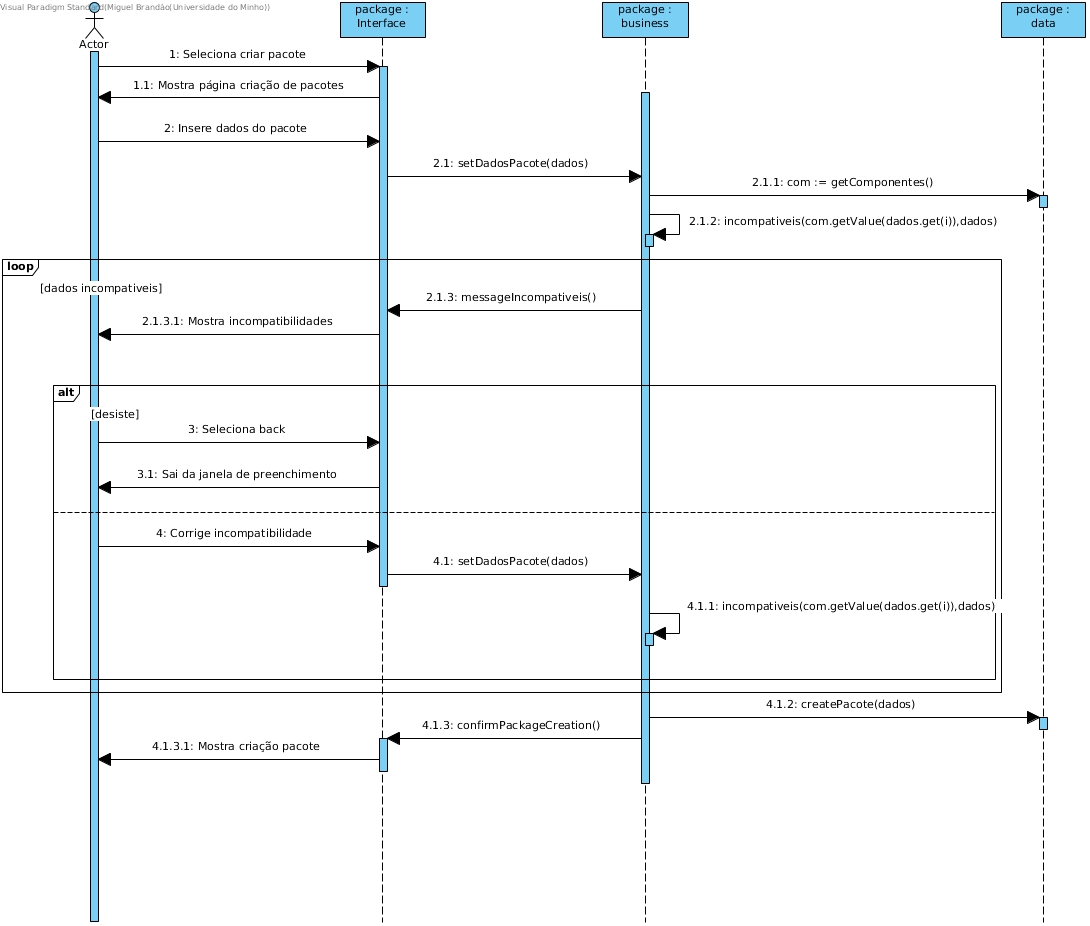 Visual Paradigm Standard(Miguel Brandão(Universidade do Minho))
package :
Interface
package :
business
package :
data
Actor
1: Seleciona criar pacote
1.1: Mostra página criação de pacotes
2: Insere dados do pacote
2.1: setDadosPacote(dados)
2.1.1: com := getComponentes()
2.1.2: incompativeis(com.getValue(dados.get(i)),dados)
loop
[dados incompativeis]
2.1.3: messageIncompativeis()
2.1.3.1: Mostra incompatibilidades
alt
[desiste]
3: Seleciona back
3.1: Sai da janela de preenchimento
4: Corrige incompatibilidade
4.1: setDadosPacote(dados)
4.1.1: incompativeis(com.getValue(dados.get(i)),dados)
4.1.2: createPacote(dados)
4.1.3: confirmPackageCreation()
4.1.3.1: Mostra criação pacote